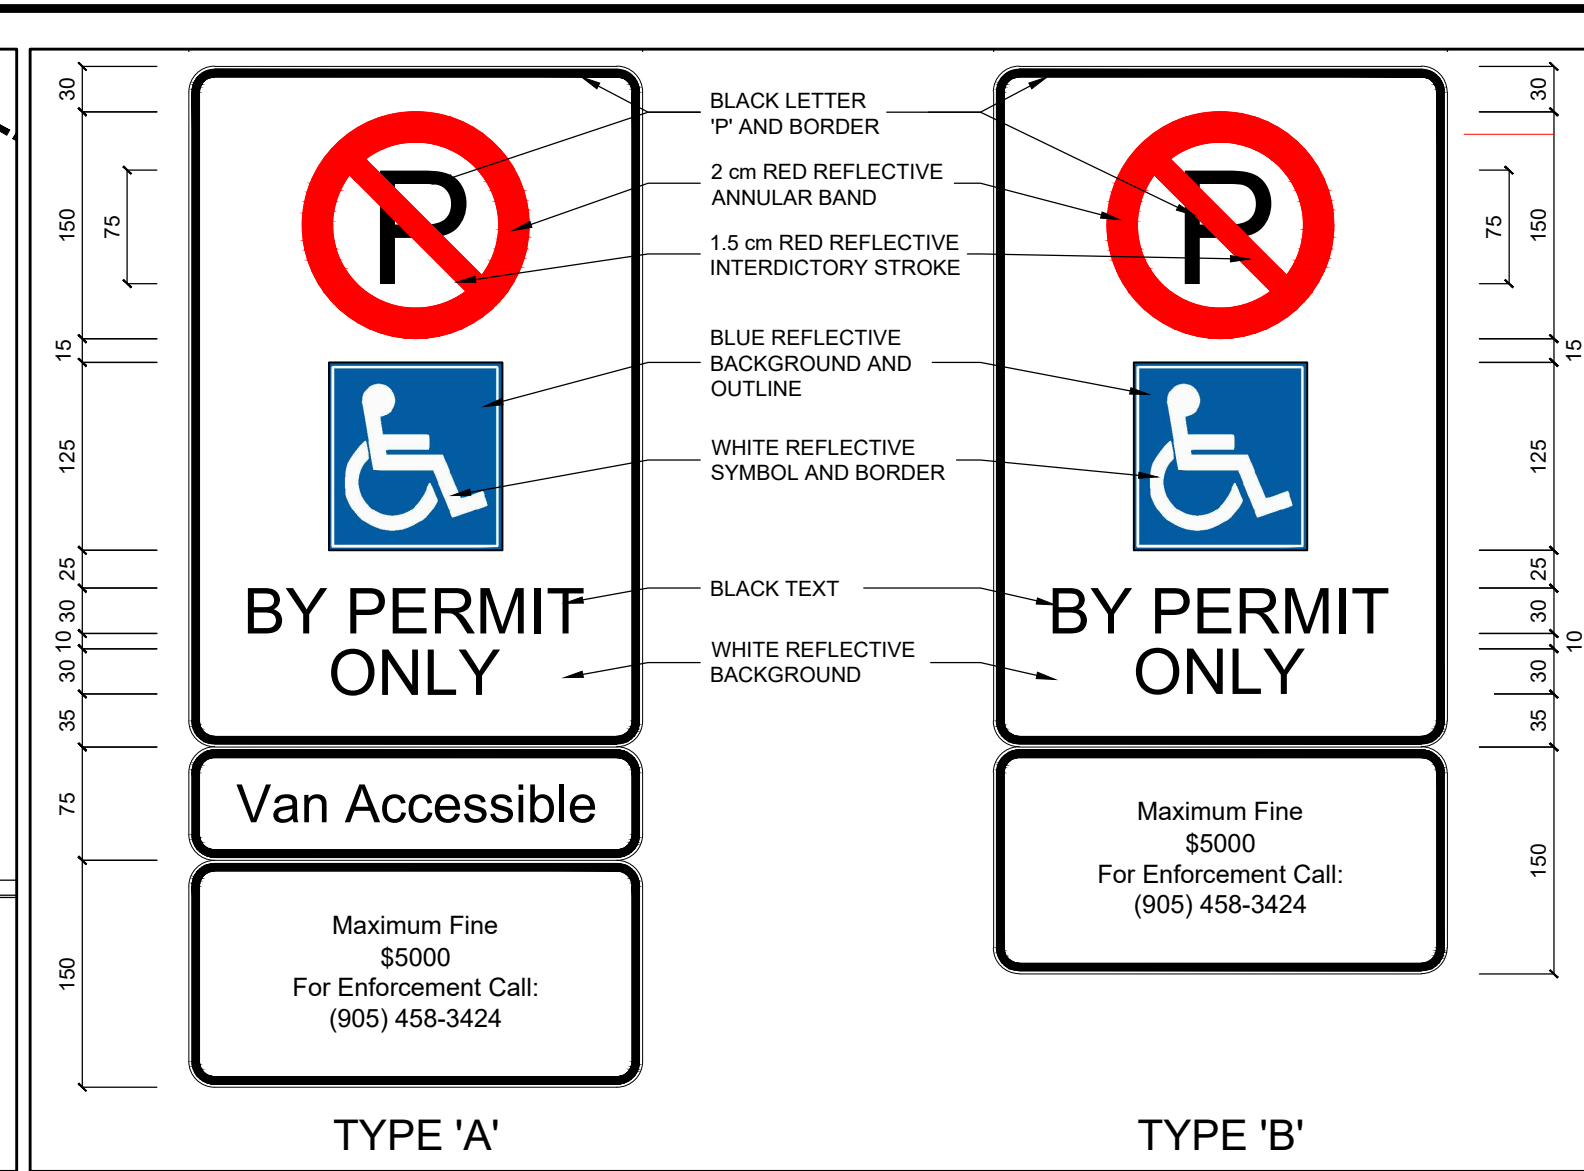 30
150
75
15
125
25
30
10
30
35
75
150
P
BY PERMIT
ONLY
Van Accessible
Maximum Fine
$5000
For Enforcement Call:
(905) 458-3424
TYPE 'A'
BLACK LETTER
'P' AND BORDER
2 cm RED REFLECTIVE
ANNULAR BAND
1.5 cm RED REFLECTIVE
INTERDICTORY STROKE
BLUE REFLECTIVE
BACKGROUND AND
OUTLINE
WHITE REFLECTIVE
SYMBOL AND BORDER
BLACK TEXT
WHITE REFLECTIVE
BACKGROUND
P
BY PERMIT
ONLY
Maximum Fine
$5000
For Enforcement Call:
(905) 458-3424
TYPE 'B'
30
75
150
15
125
25
30
10
30
35
150